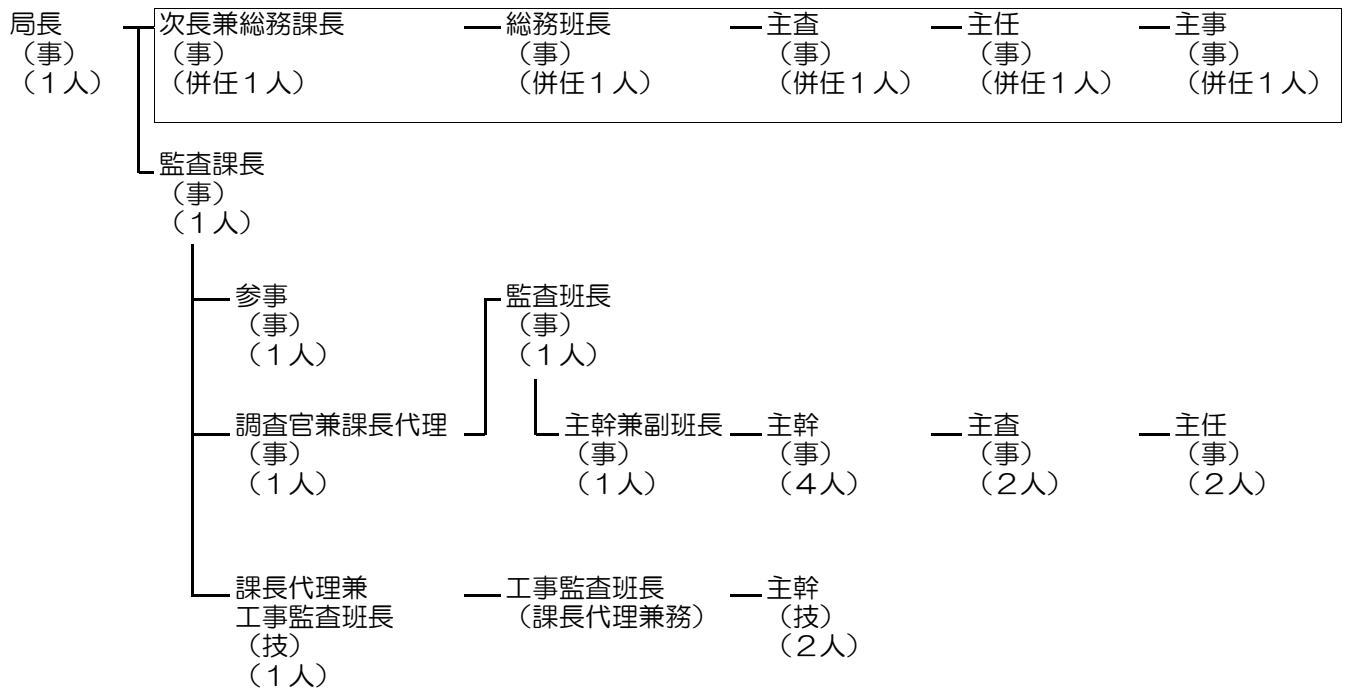 局長 次長兼総務課長 総務班長 主査 主任 主事
（事） （事） （事） （事） （事） （事）
（１人） （併任１人） （併任１人） （併任１人） （併任１人） （併任１人）
監査課長
（事）
（１人）
参事 監査班長
（事） （事）
（１人） （１人）
調査官兼課長代理 主幹兼副班長 主幹 主査 主任
（事） （事） （事） （事） （事）
（１人） （１人） （４人） （２人） （２人）
課長代理兼 工事監査班長 主幹
工事監査班長 （課長代理兼務） （技）
（技） （２人）
（１人）